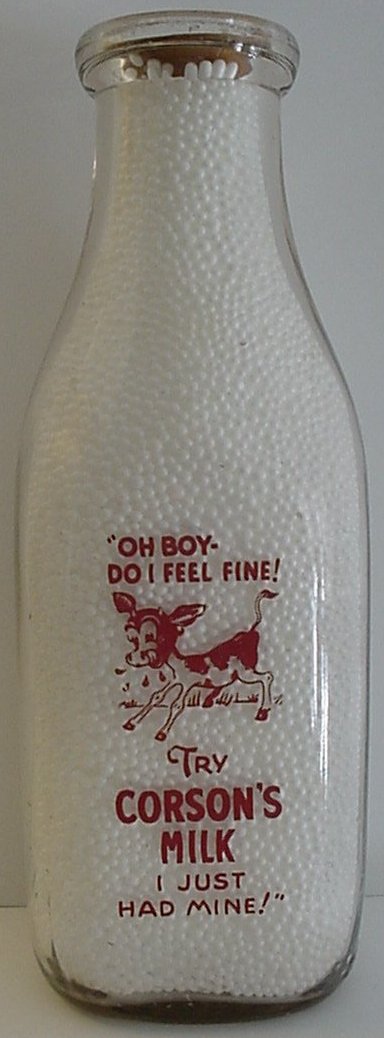 "OH BOY-
DO I FEEL FINE!
TRY
CORSON'S
MILK
I JUST
HAD MINE!"